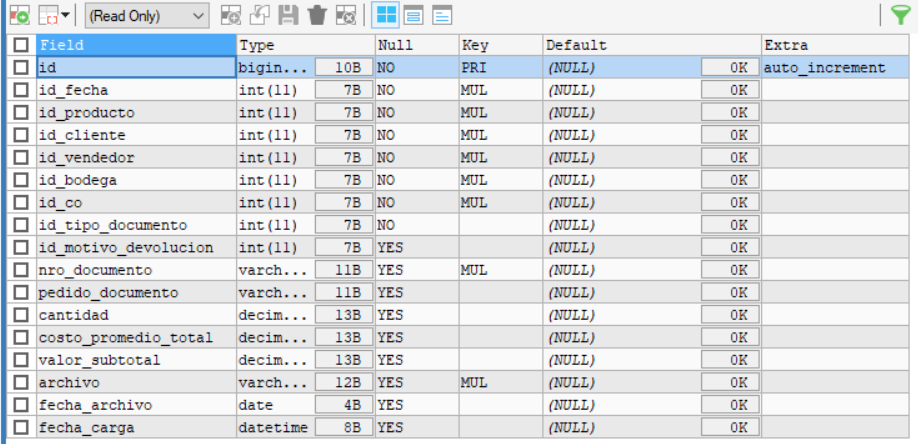 (Read Only)
Field Type Null Key Default Extra
id bigin... 10B NO PRI (NULL) 0K auto_increment
id_fecha int(11) 7B NO MUL (NULL) 0K
id_producto int(11) 7B NO MUL (NULL) 0K
id_cliente int(11) 7B NO MUL (NULL) 0K
id_vendedor int(11) 7B NO MUL (NULL) 0K
id_bodega int(11) 7B NO MUL (NULL) 0K
id_co int(11) 7B NO MUL (NULL) 0K
id_tipo_documento int(11) 7B NO (NULL) 0K
id_motivo_devolucion int(11) 7B YES (NULL) 0K
nro_documento varch... 11B YES MUL (NULL) 0K
pedido_documento varch... 11B YES (NULL) 0K
cantidad decim... 13B YES (NULL) 0K
costo_promedio_total decim... 13B YES (NULL) 0K
valor_subtotal decim... 13B YES (NULL) 0K
archivo varch... 12B YES MUL (NULL) 0K
fecha_archivo date 4B YES (NULL) 0K
fecha_carga datetime 8B YES (NULL) 0K